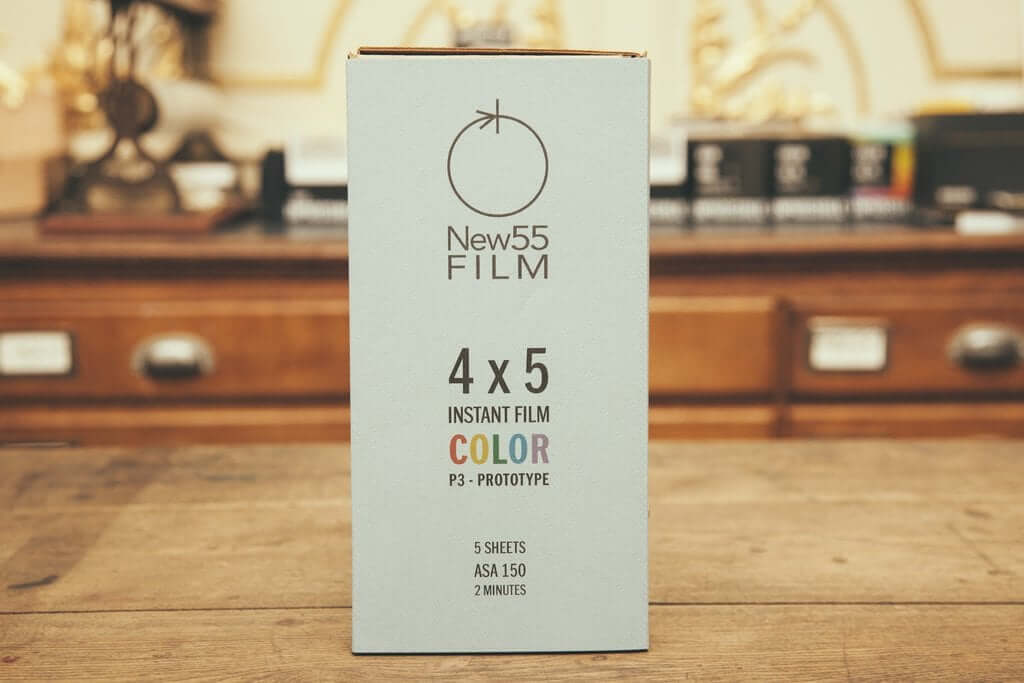 New55
FILM
4 x 5
INSTANT FILM
COLOR
P3 - PROTOTYPE
5 SHEETS
ASA 150
2 MINUTES